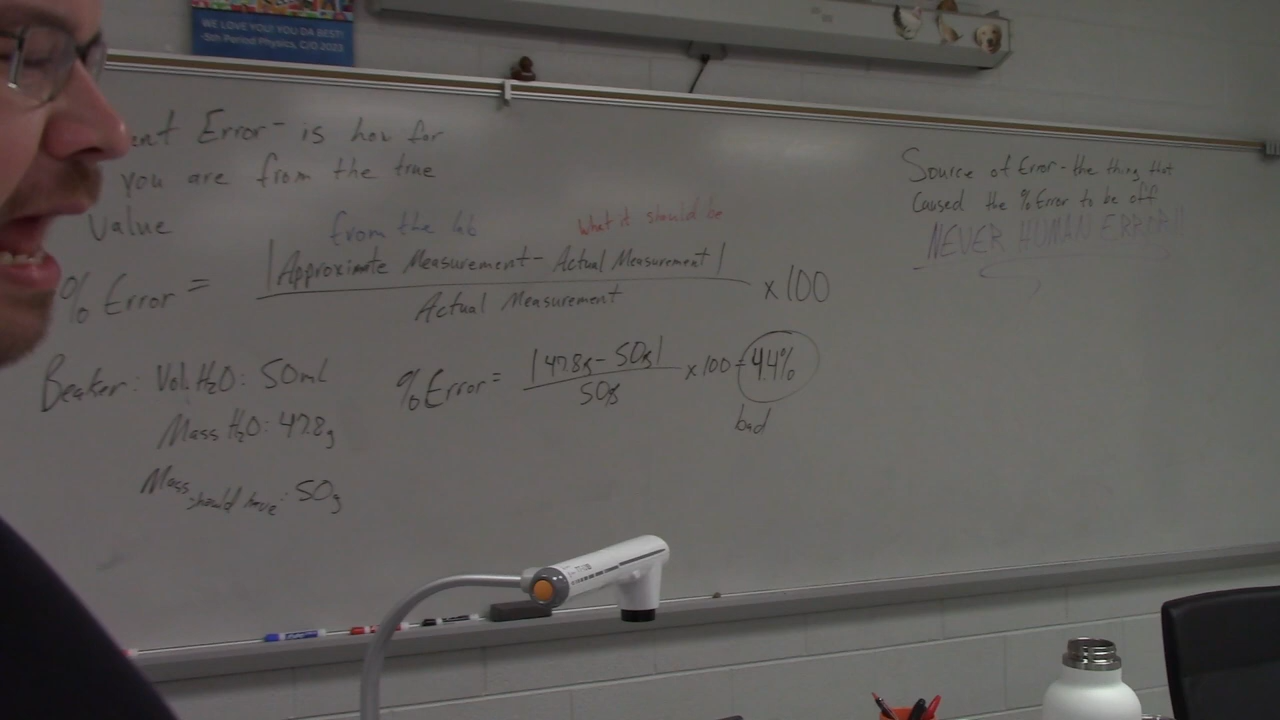 WE LOVE YOU! YOU DA BEST!
-5th Period Physics, C/O 2023
ent Error - is how far
you are from the true
Value
from the lab
What it should be
% Error = |Approximate Measurement - Actual Measurement| x100
Actual Measurement
Beaker: Vol. H2O: 50mL
Mass H2O: 47.8g
Mass should have: 50g
% Error = |47.8g - 50g| x100 = 4.4%
50g
bad
Source of Error - the thing that
Caused the % Error to be off
NEVER HUMAN ERROR!!